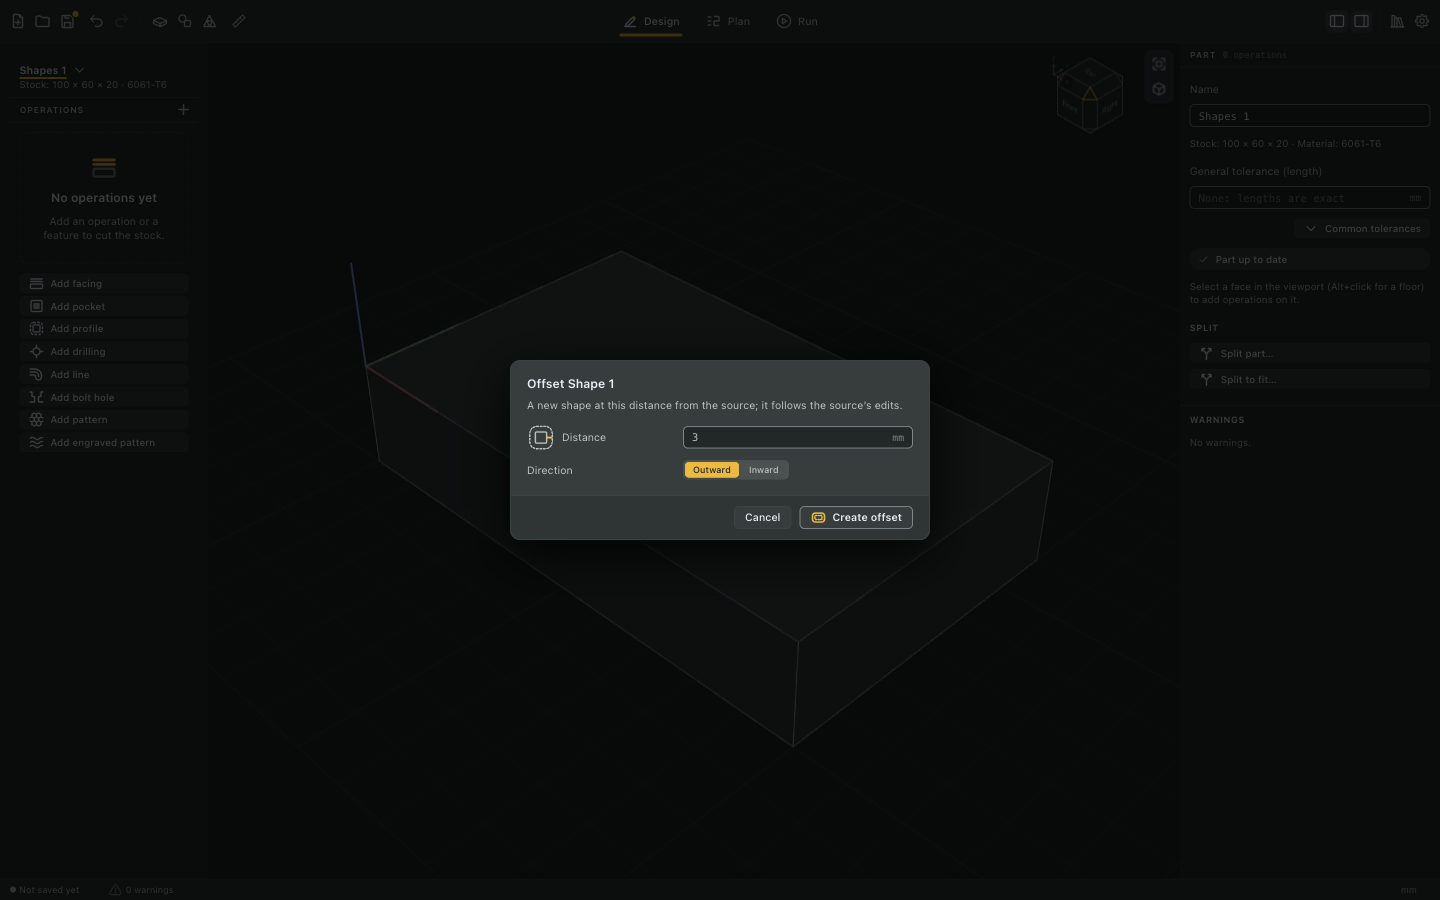 Design
Plan
Run
Shapes 1
Stock: 100 × 60 × 20 · 6061-T6
OPERATIONS
No operations yet
Add an operation or a
feature to cut the stock.
Add facing
Add pocket
Add profile
Add drilling
Add line
Add bolt hole
Add pattern
Add engraved pattern
Front
Right
Offset Shape 1
A new shape at this distance from the source; it follows the source's edits.
Distance
3
mm
Direction
Outward
Inward
Cancel
Create offset
PART
0 operations
Name
Shapes 1
Stock: 100 × 60 × 20 · Material: 6061-T6
General tolerance (length)
None: lengths are exact
mm
Common tolerances
Part up to date
Select a face in the viewport (Alt+click for a floor)
to add operations on it.
SPLIT
Split part...
Split to fit...
WARNINGS
No warnings.
Not saved yet
0 warnings
mm